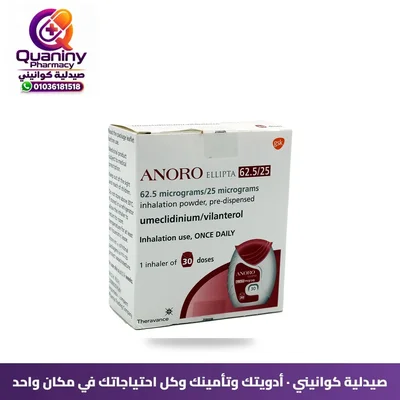 Quaniny
Pharmacy
صيدلية كوانيني
01036181518
gsk
ANORO ELLIPTA 62.5/25
62.5 micrograms/25 micrograms
inhalation powder, pre-dispensed
umeclidinium/vilanterol
Inhalation use, ONCE DAILY
1 inhaler of 30 doses
ANORO
30
Theravance
صيدلية كوانيني - أدويتك وتأمينك وكل احتياجاتك في مكان واحد